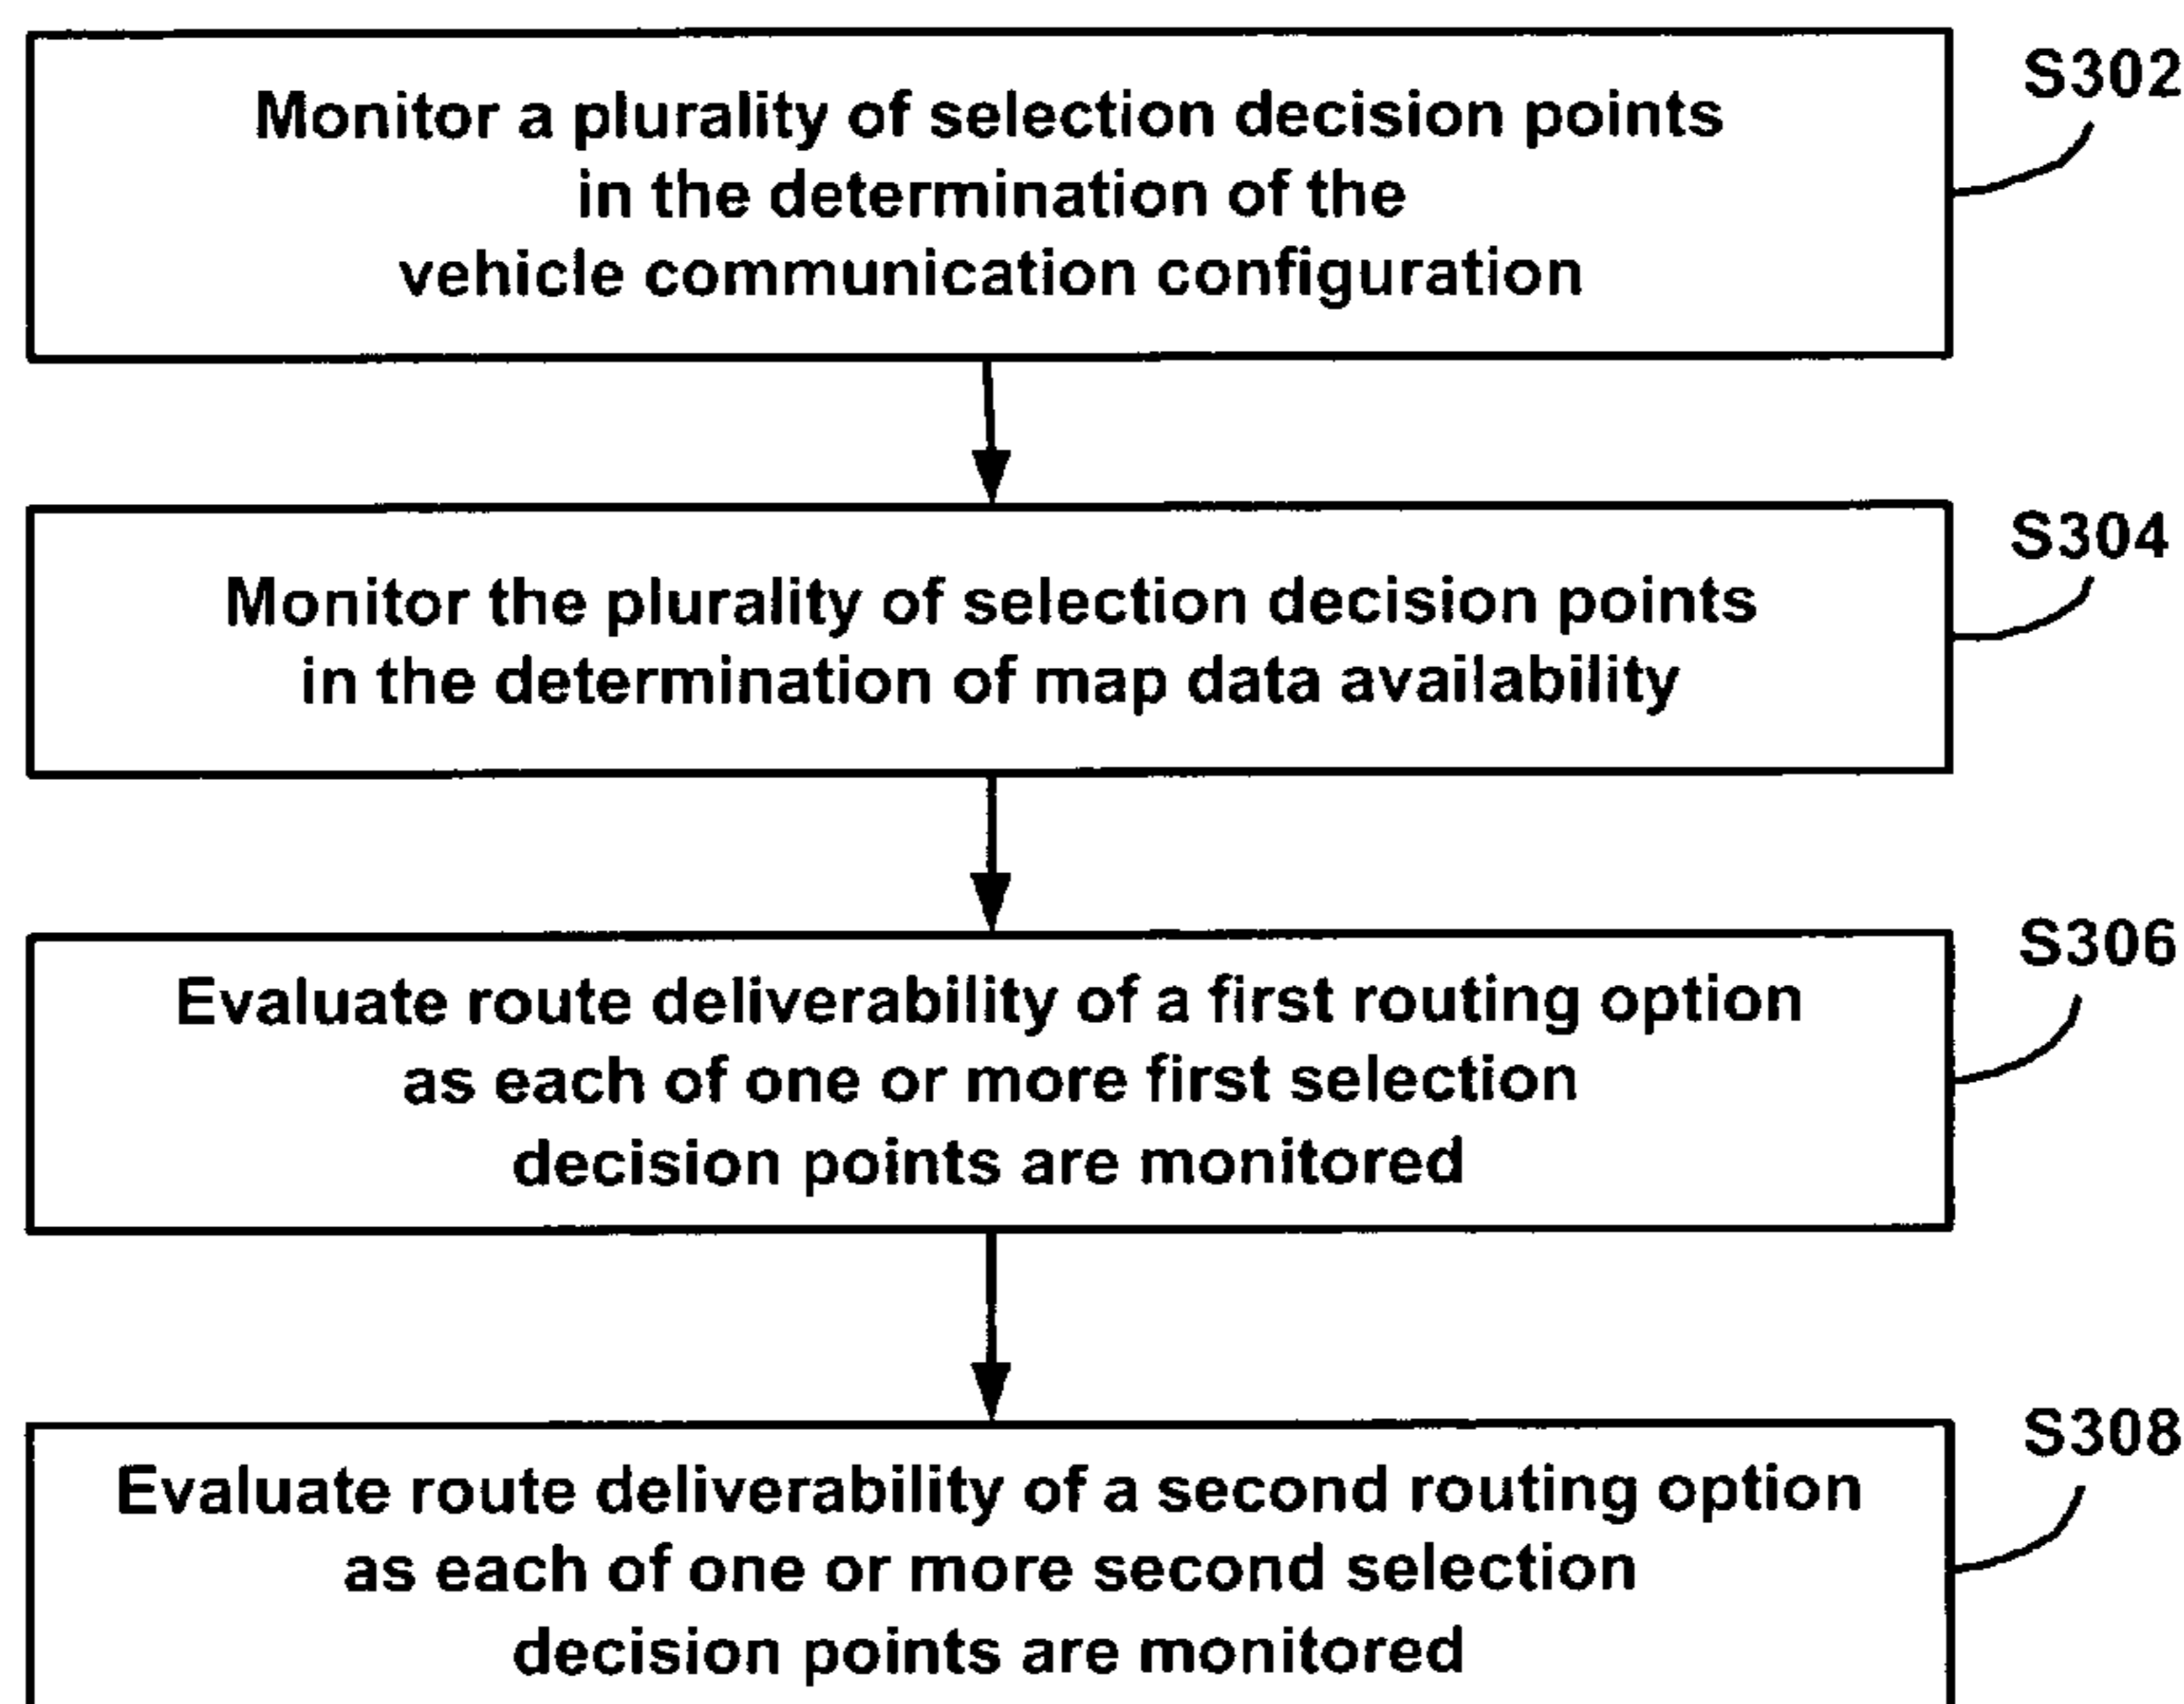 Monitor a plurality of selection decision points
in the determination of the
vehicle communication configuration
S302
Monitor the plurality of selection decision points
in the determination of map data availability
S304
Evaluate route deliverability of a first routing option
as each of one or more first selection
decision points are monitored
S306
Evaluate route deliverability of a second routing option
as each of one or more second selection
decision points are monitored
S308